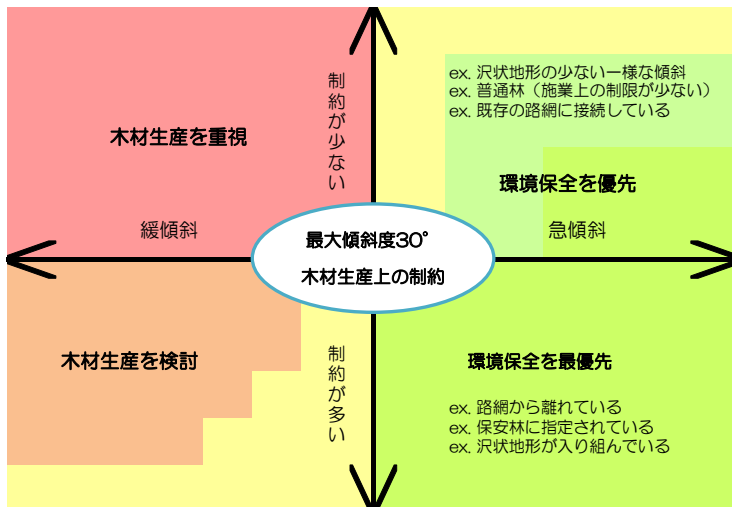 制約が少ない
ex. 沢状地形の少ない一様な傾斜
ex. 普通林（施業上の制限が少ない）
ex. 既存の路網に接続している
木材生産を重視
環境保全を優先
緩傾斜
急傾斜
最大傾斜度30°
木材生産上の制約
木材生産を検討
制約が多い
環境保全を最優先
ex. 路網から離れている
ex. 保安林に指定されている
ex. 沢状地形が入り組んでいる